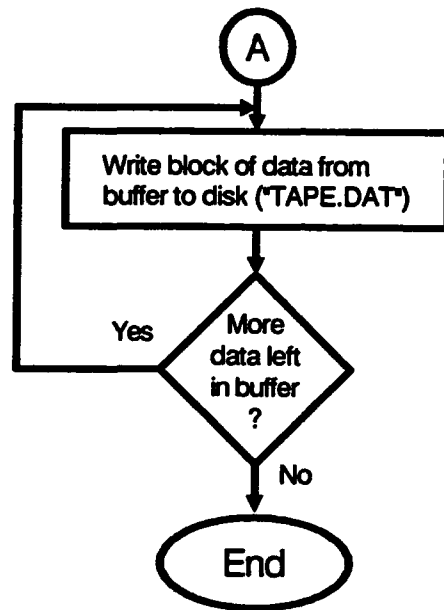 A
Write block of data from
buffer to disk ("TAPE.DAT")
Yes
More
data left
in buffer
?
No
End